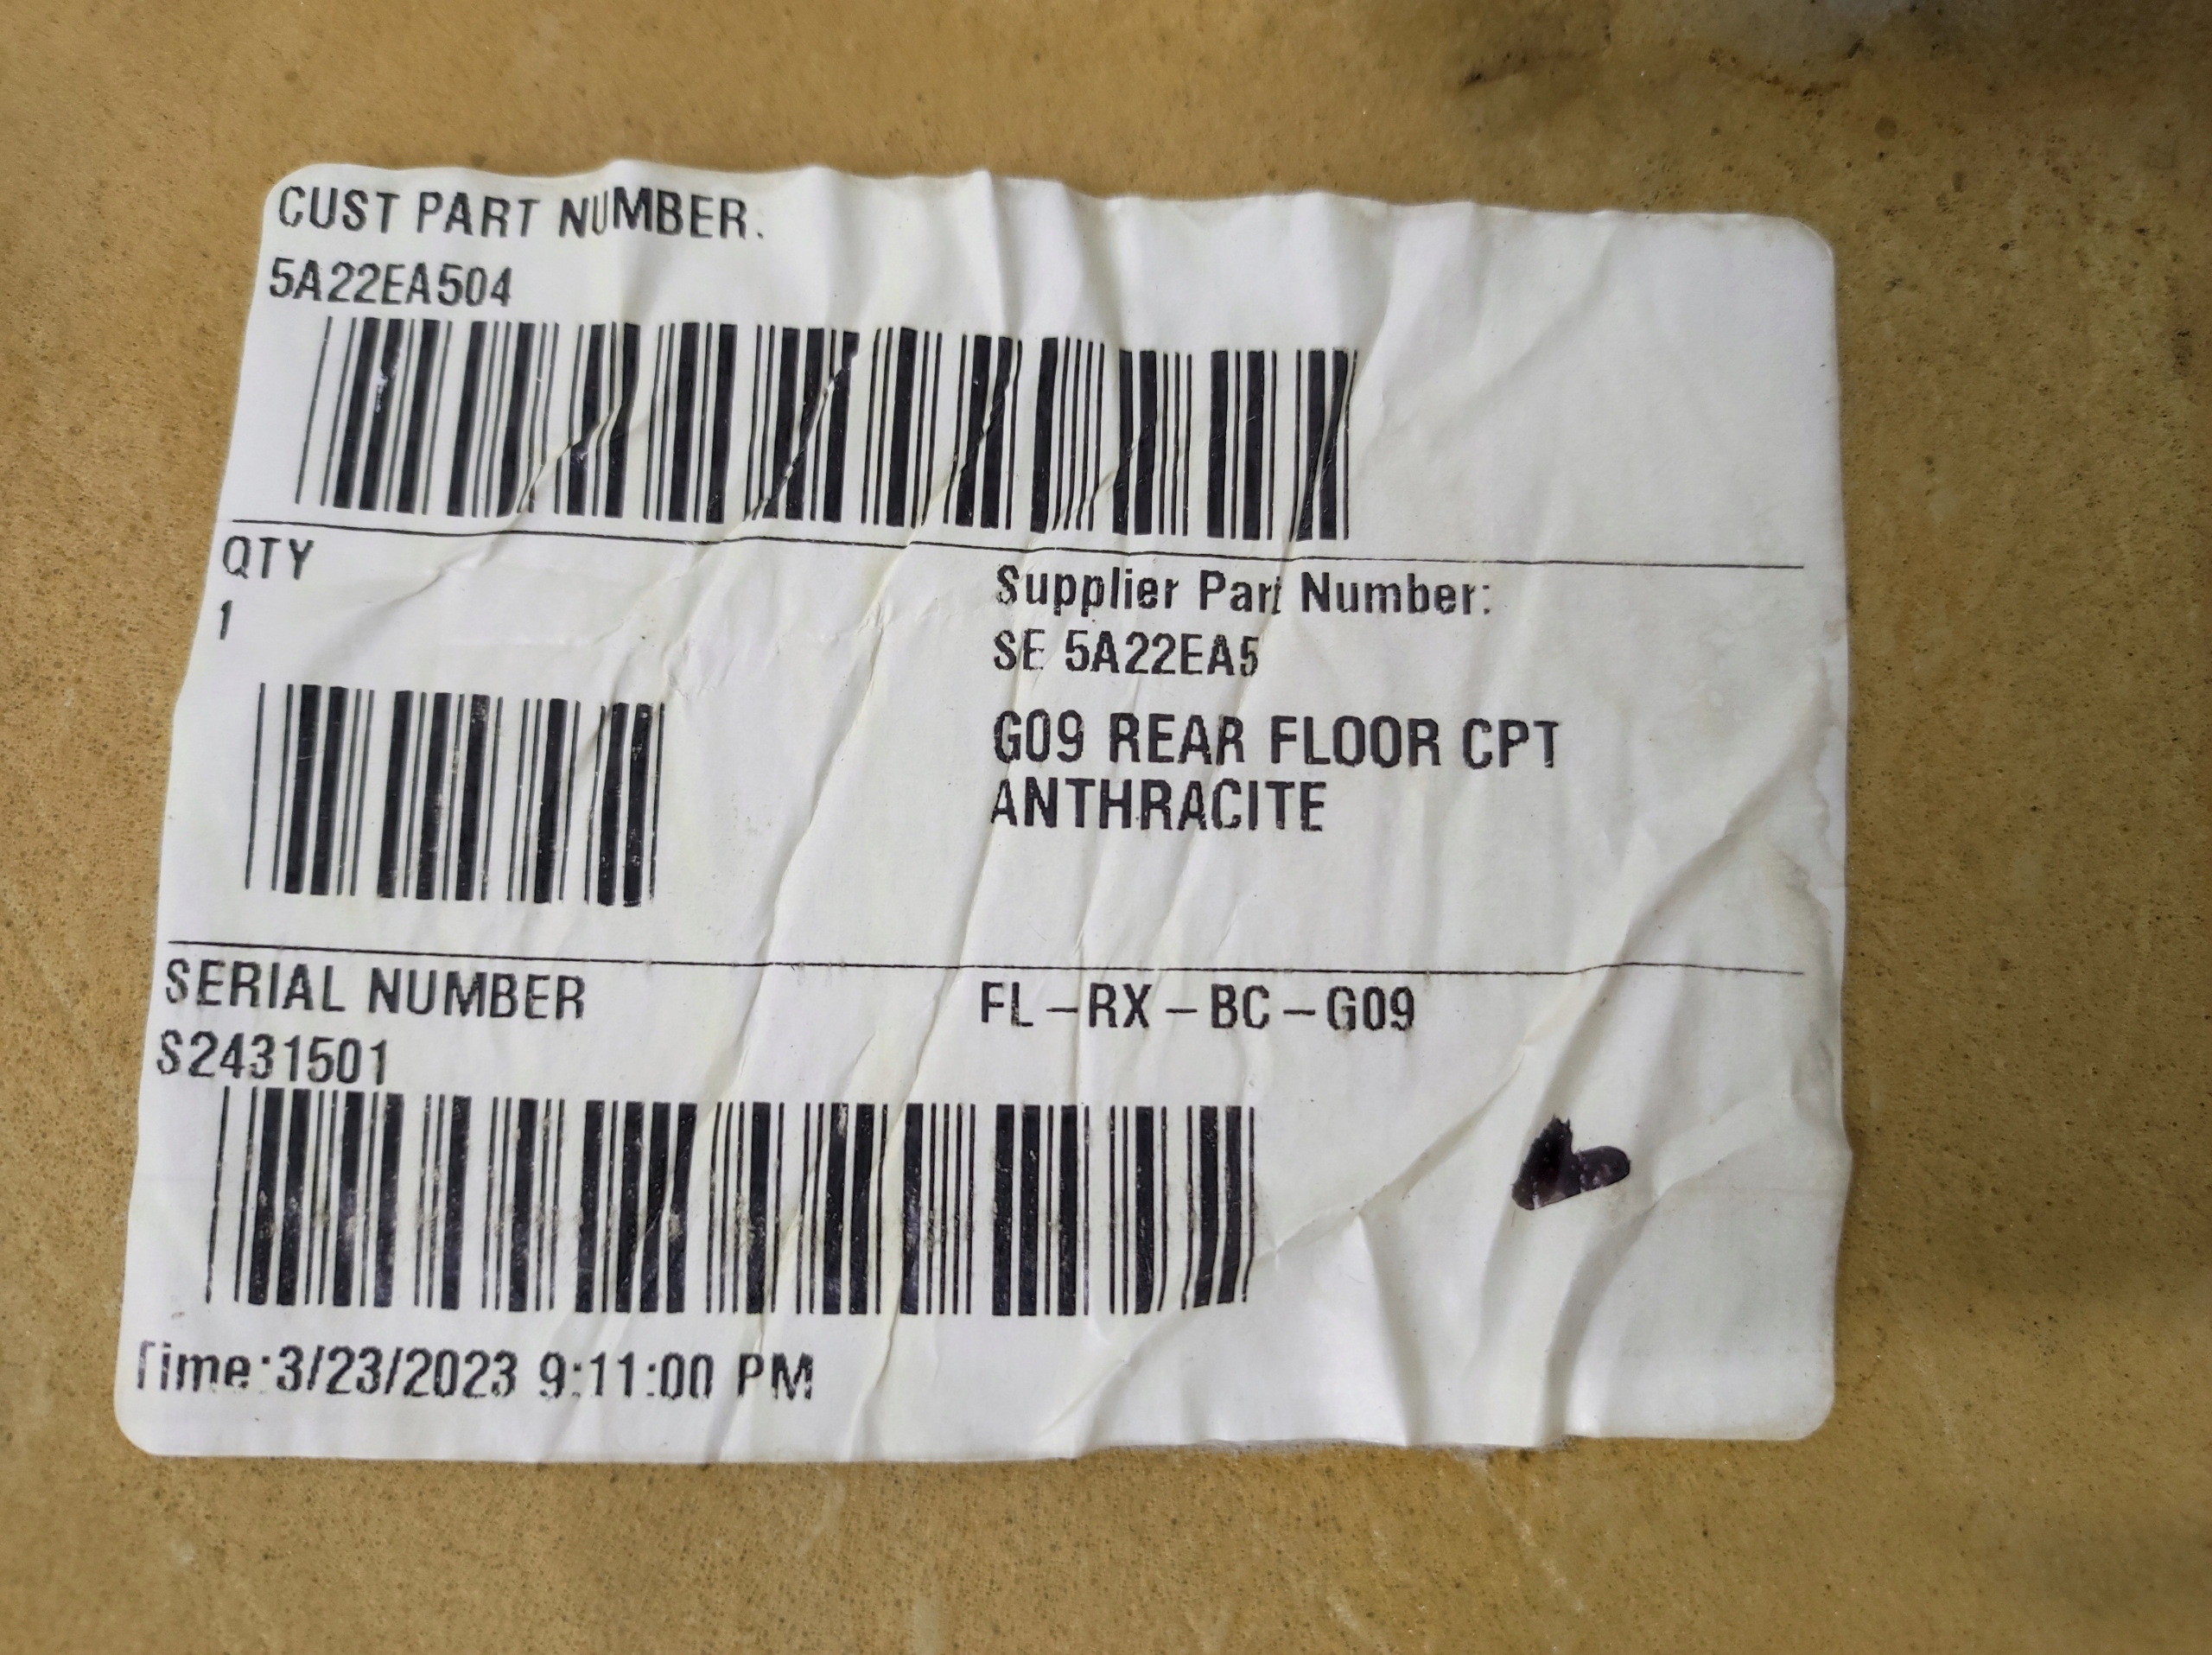 CUST PART NUMBER.
5A22EA504
QTY
1
Supplier Part Number:
SE 5A22EA5
G09 REAR FLOOR CPT
ANTHRACITE
SERIAL NUMBER
S2431501
FL-RX-BC-G09
Time:3/23/2023 9:11:00 PM